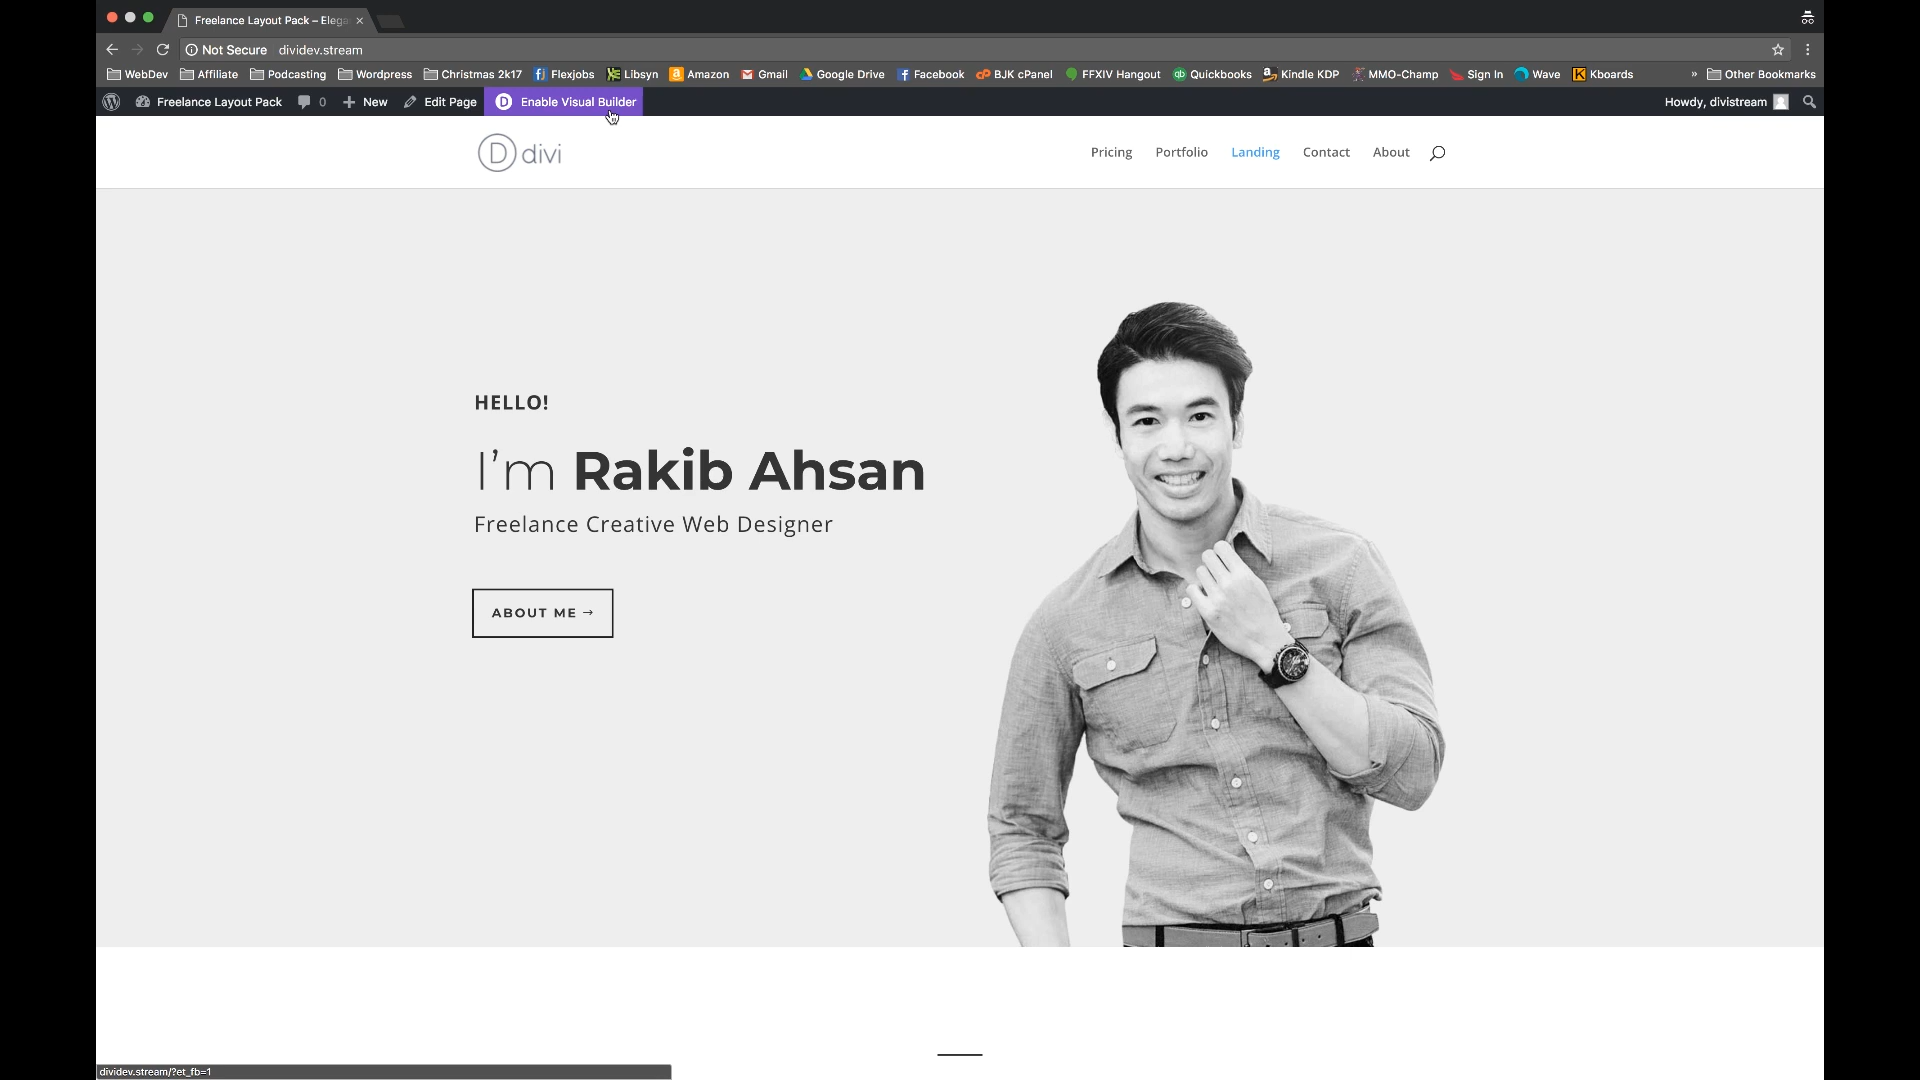 Freelance Layout Pack – Elega
Not Secure dividev.stream
WebDev Affiliate Podcasting Wordpress Christmas 2k17 Flexjobs Libsyn Amazon Gmail Google Drive Facebook BJK cPanel FFXIV Hangout Quickbooks Kindle KDP MMO-Champ Sign In Wave Kboards » Other Bookmarks
Freelance Layout Pack 0 New Edit Page D Enable Visual Builder Howdy, divistream
D divi Pricing Portfolio Landing Contact About
HELLO!
I'm Rakib Ahsan
Freelance Creative Web Designer
ABOUT ME →
dividev.stream/?et_fb=1